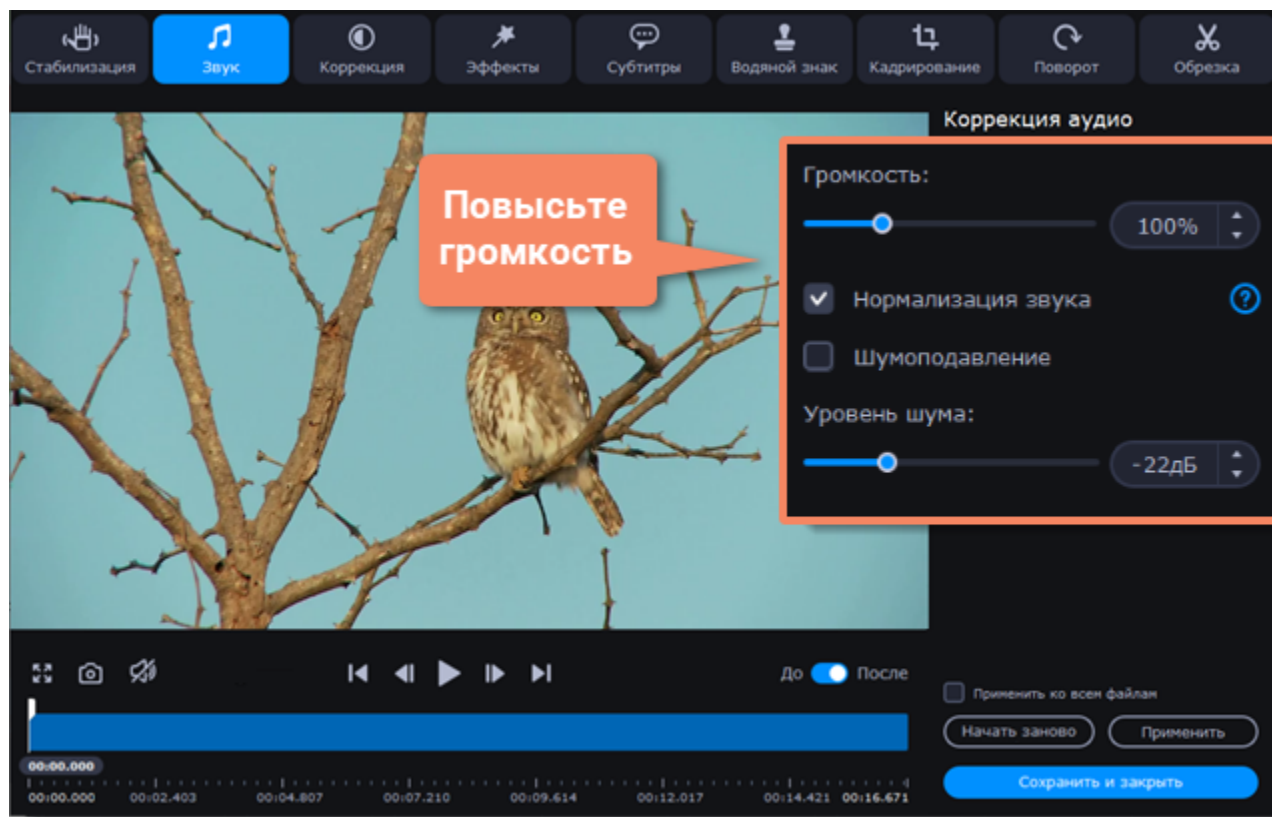 Стабилизация
Звук
Коррекция
Эффекты
Субтитры
Водяной знак
Кадрирование
Поворот
Обрезка
Коррекция аудио
Повысьте
громкость
Громкость:
100%
Нормализация звука
?
Шумоподавление
Уровень шума:
-22дБ
До
После
Применить ко всем файлам
Начать заново
Применить
Сохранить и закрыть
00:00.000
00:00.000 00:02.403 00:04.807 00:07.210 00:09.614 00:12.017 00:14.421 00:16.671